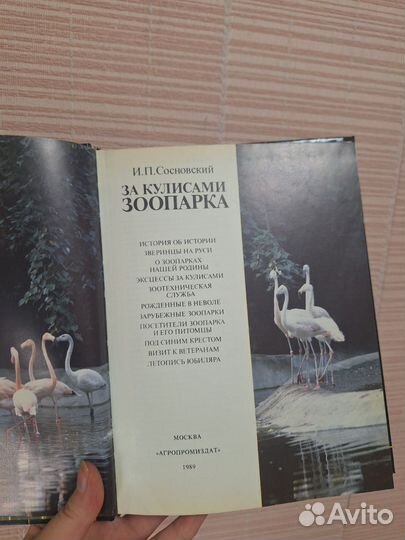 И.П.Сосновский
ЗА КУЛИСАМИ
ЗООПАРКА
ИСТОРИЯ ОБ ИСТОРИИ
ЗВЕРИНЦЫ НА РУСИ
О ЗООПАРКАХ
НАШЕЙ РОДИНЫ
ЭКСЦЕССЫ ЗА КУЛИСАМИ
ЗООТЕХНИЧЕСКАЯ
СЛУЖБА
РОЖДЕННЫЕ В НЕВОЛЕ
ЗАРУБЕЖНЫЕ ЗООПАРКИ
ПОСЕТИТЕЛИ ЗООПАРКА
И ЕГО ПИТОМЦЫ
ПОД СИНИМ КРЕСТОМ
ВИЗИТ К ВЕТЕРАНАМ
ЛЕТОПИСЬ ЮБИЛЯРА
МОСКВА
«АГРОПРОМИЗДАТ»
1989
Avito